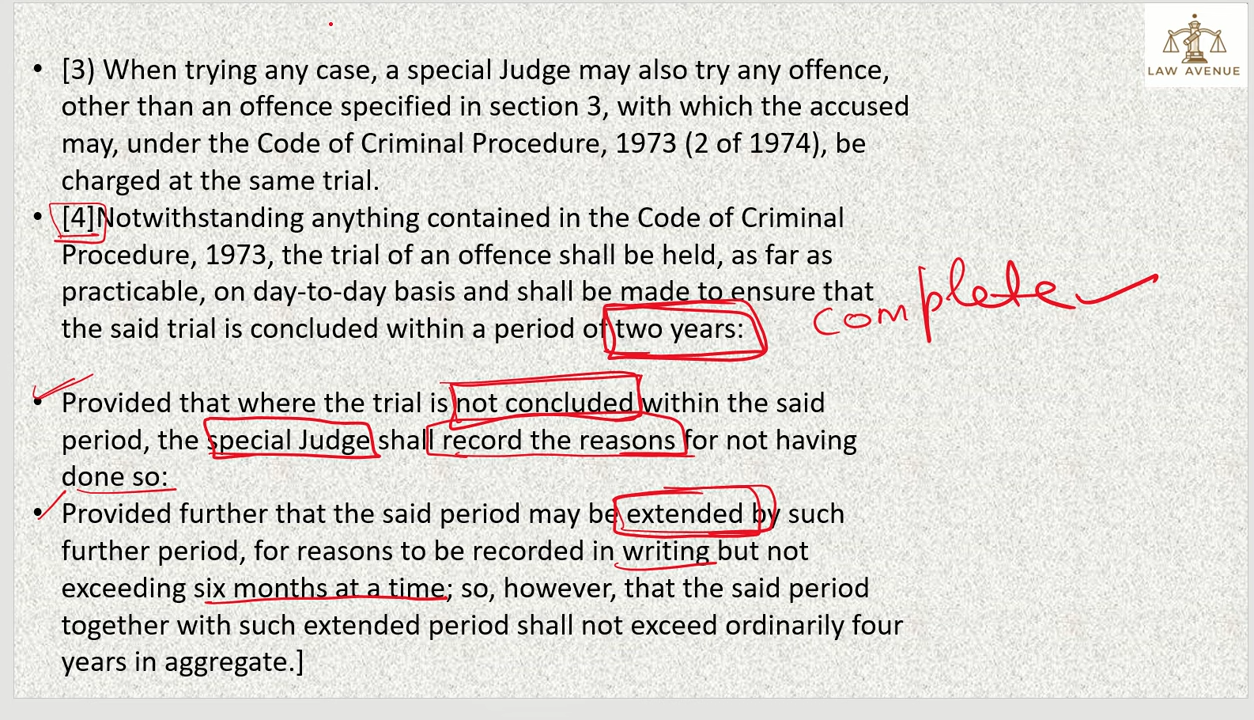 LAW AVENUE
• [3) When trying any case, a special Judge may also try any offence,
other than an offence specified in section 3, with which the accused
may, under the Code of Criminal Procedure, 1973 (2 of 1974), be
charged at the same trial.
• [4]Notwithstanding anything contained in the Code of Criminal
Procedure, 1973, the trial of an offence shall be held, as far as
practicable, on day-to-day basis and shall be made to ensure that
the said trial is concluded within a period of two years:
complete
• Provided that where the trial is not concluded within the said
period, the special Judge shall record the reasons for not having
done so:
• Provided further that the said period may be extended by such
further period, for reasons to be recorded in writing but not
exceeding six months at a time; so, however, that the said period
together with such extended period shall not exceed ordinarily four
years in aggregate.]